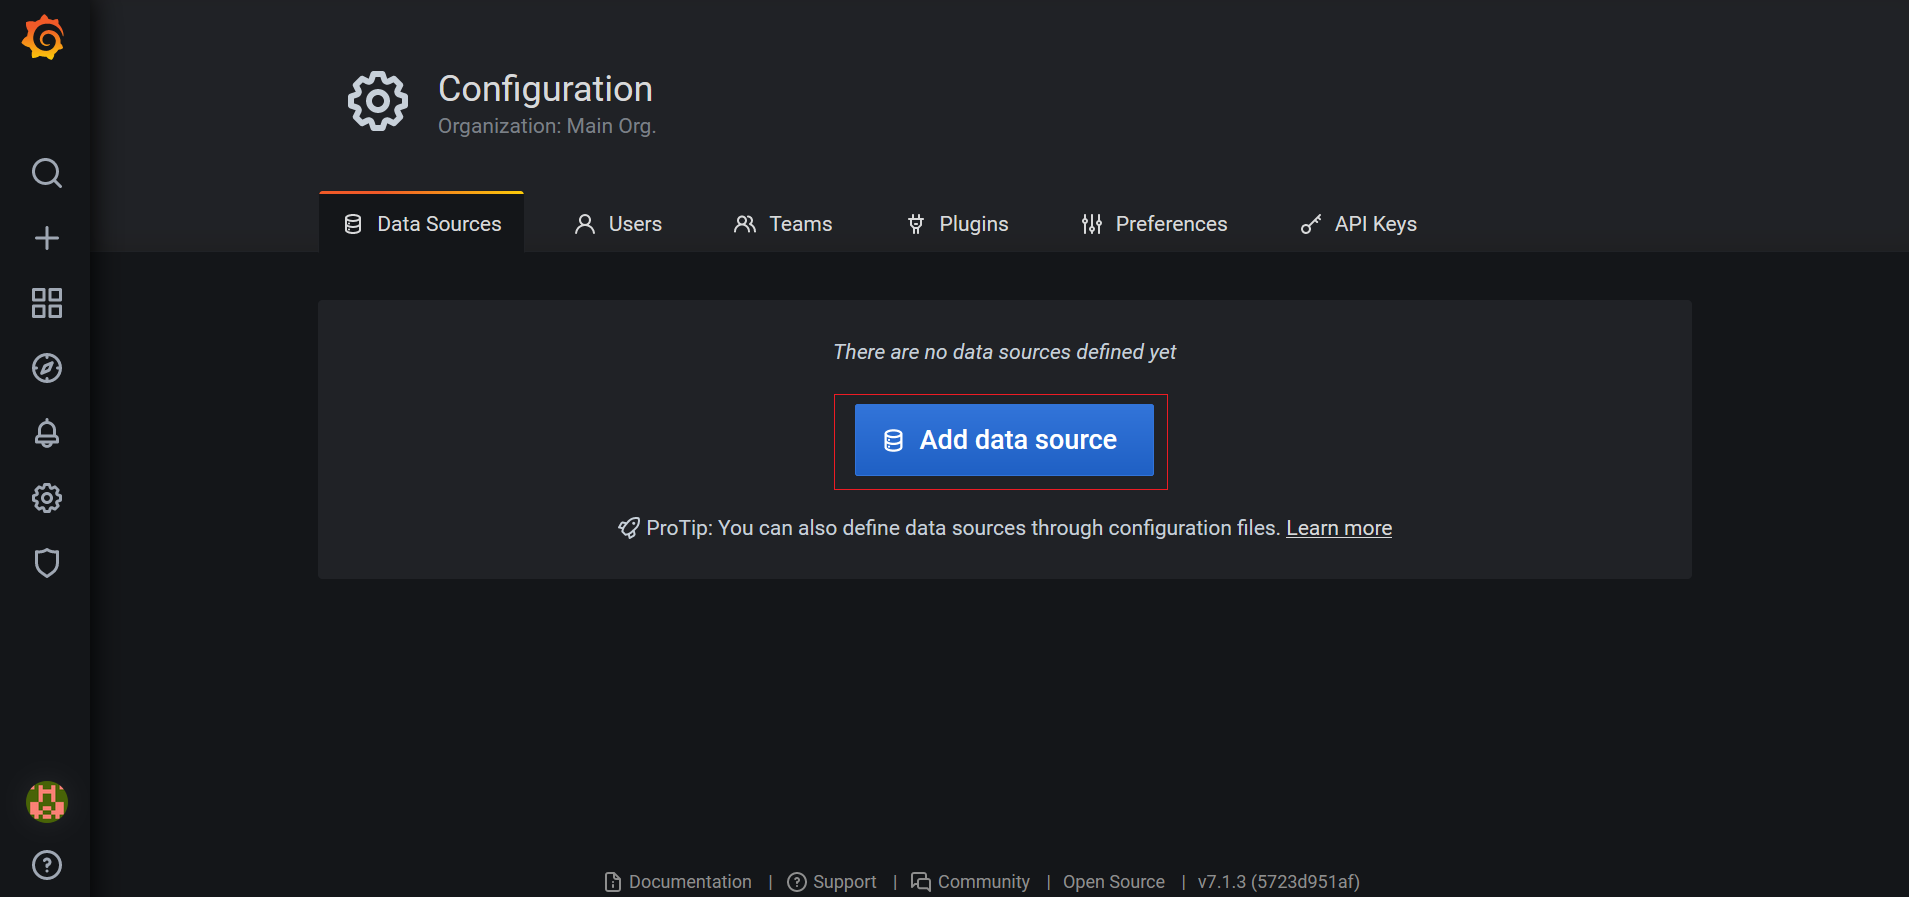 Configuration
Organization: Main Org.
Data Sources
Users
Teams
Plugins
Preferences
API Keys
There are no data sources defined yet
Add data source
ProTip: You can also define data sources through configuration files. Learn more
Documentation | Support | Community | Open Source | v7.1.3 (5723d951af)